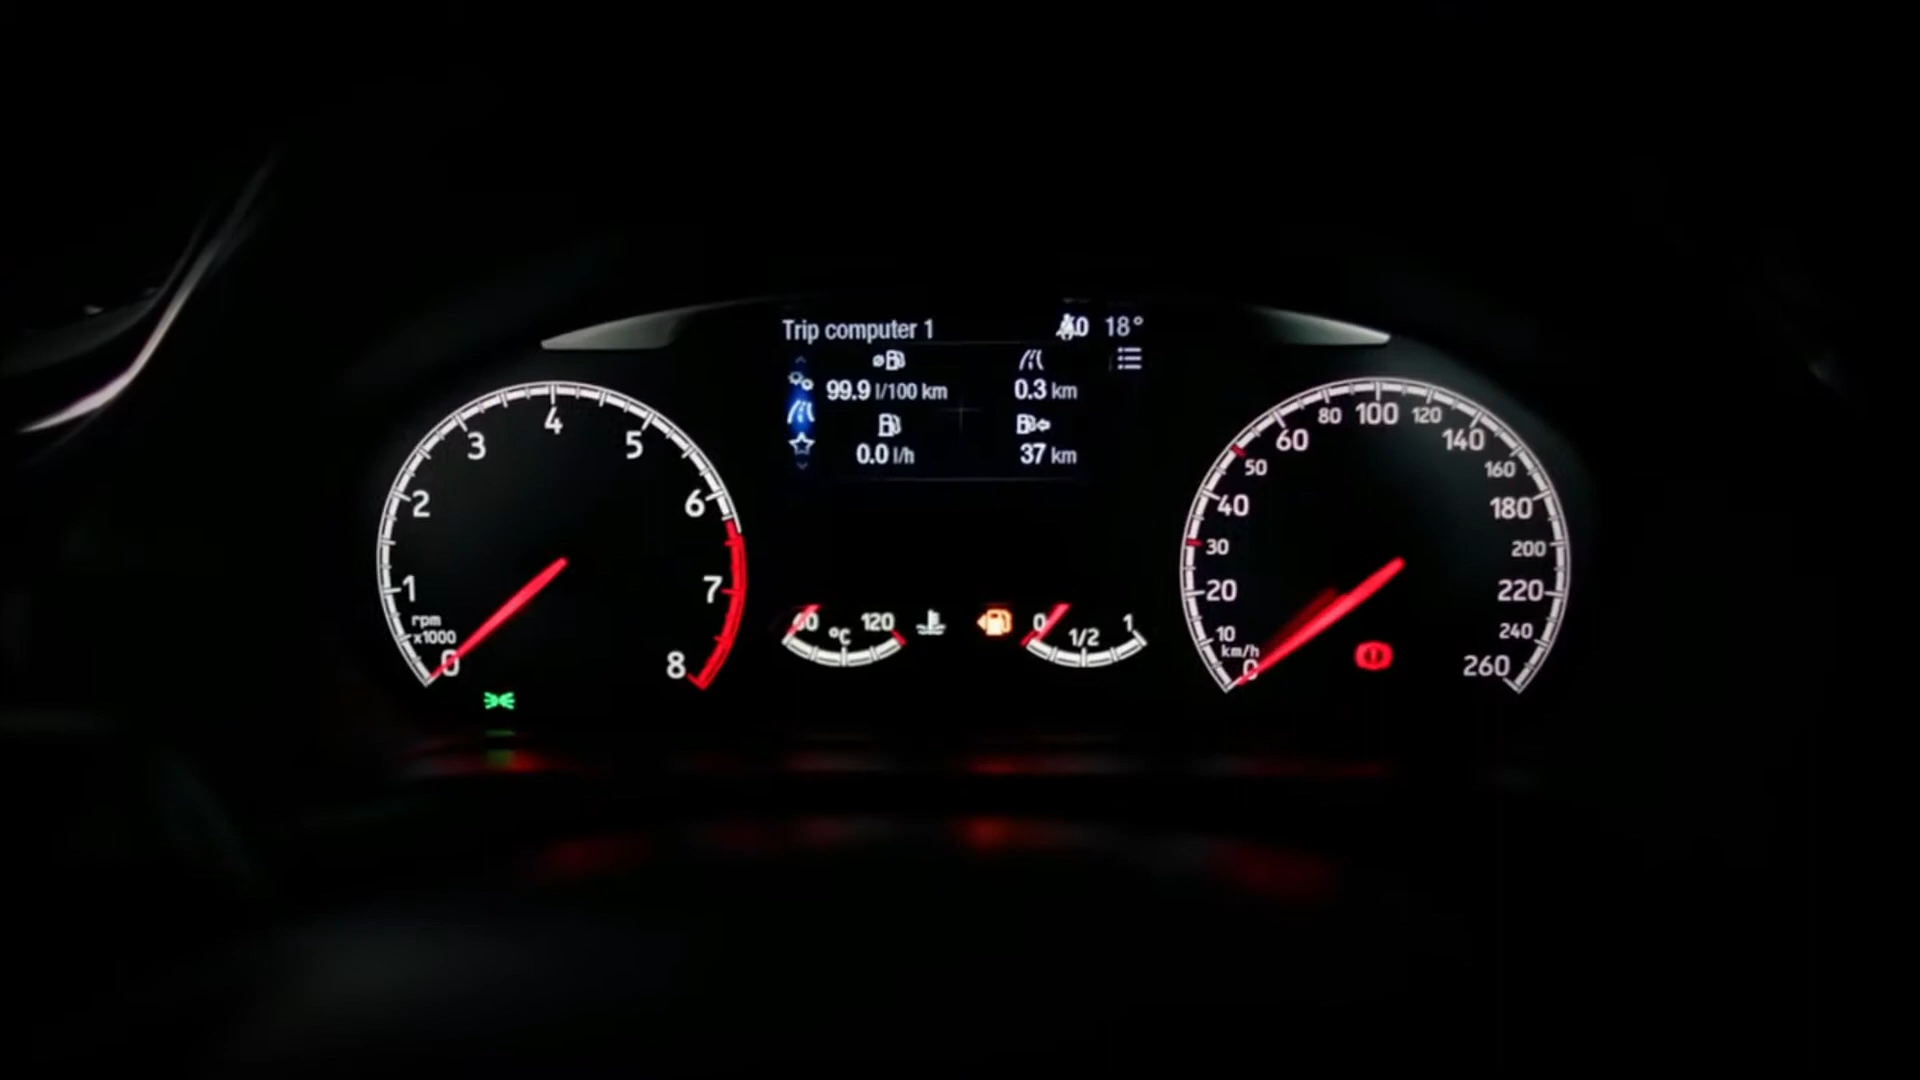 Trip computer 1 18°
99.9 l/100 km 0.3 km
0.0 l/h 37 km
0 1 2 3 4 5 6 7 8
rpm
x1000
120
°C
0 1/2 1
0 10 20 30 40 50 60 80 100 120 140 160 180 200 220 240 260
km/h